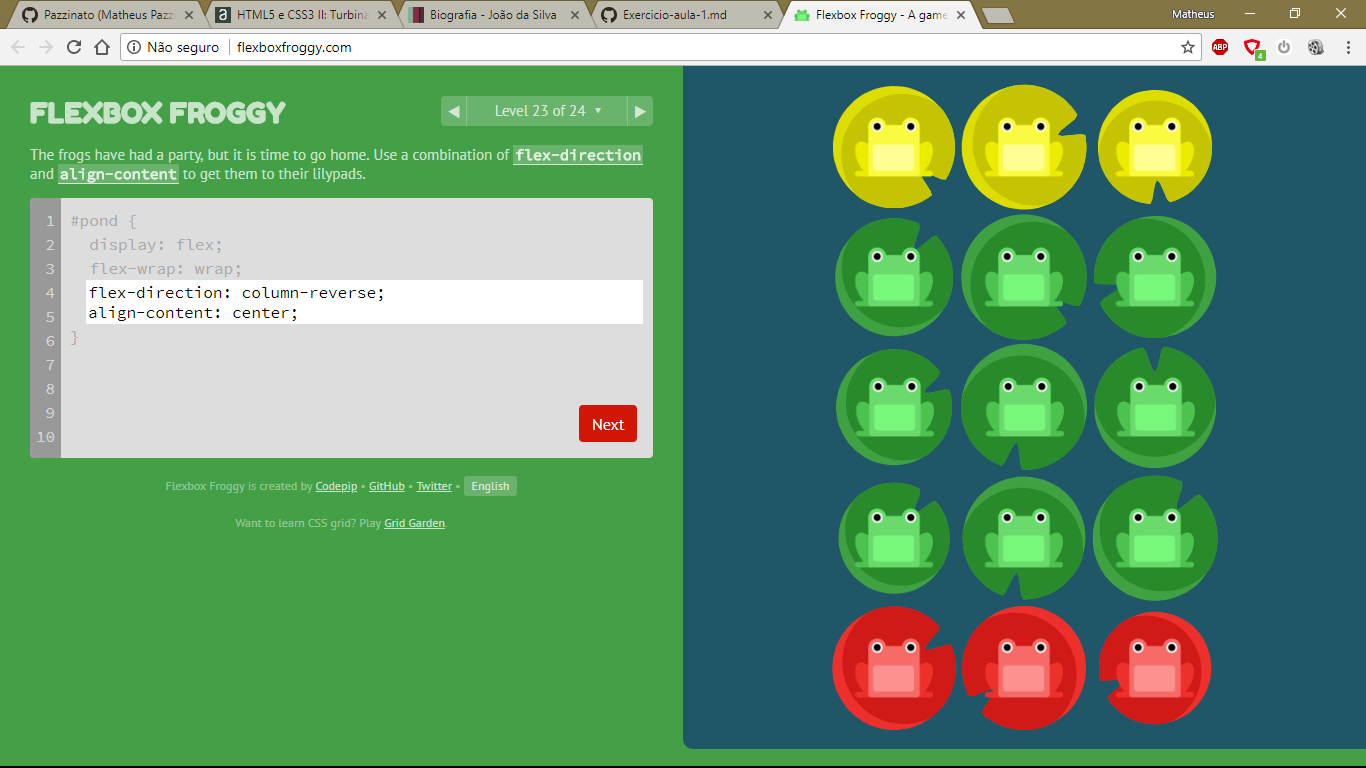 Pazzinato (Matheus Pazzi
HTML5 e CSS3 II: Turbina
Biografia - João da Silva
Exercicio-aula-1.md
Flexbox Froggy - A game
Matheus
Não seguro
flexboxfroggy.com
ABP
4
FLEXBOX FROGGY
Level 23 of 24
The frogs have had a party, but it is time to go home. Use a combination of flex-direction
and align-content to get them to their lilypads.
1 #pond {
2 display: flex;
3 flex-wrap: wrap;
4 flex-direction: column-reverse;
5 align-content: center;
6 }
7
8
9
10
Next
Flexbox Froggy is created by Codepip • GitHub • Twitter • English
Want to learn CSS grid? Play Grid Garden.